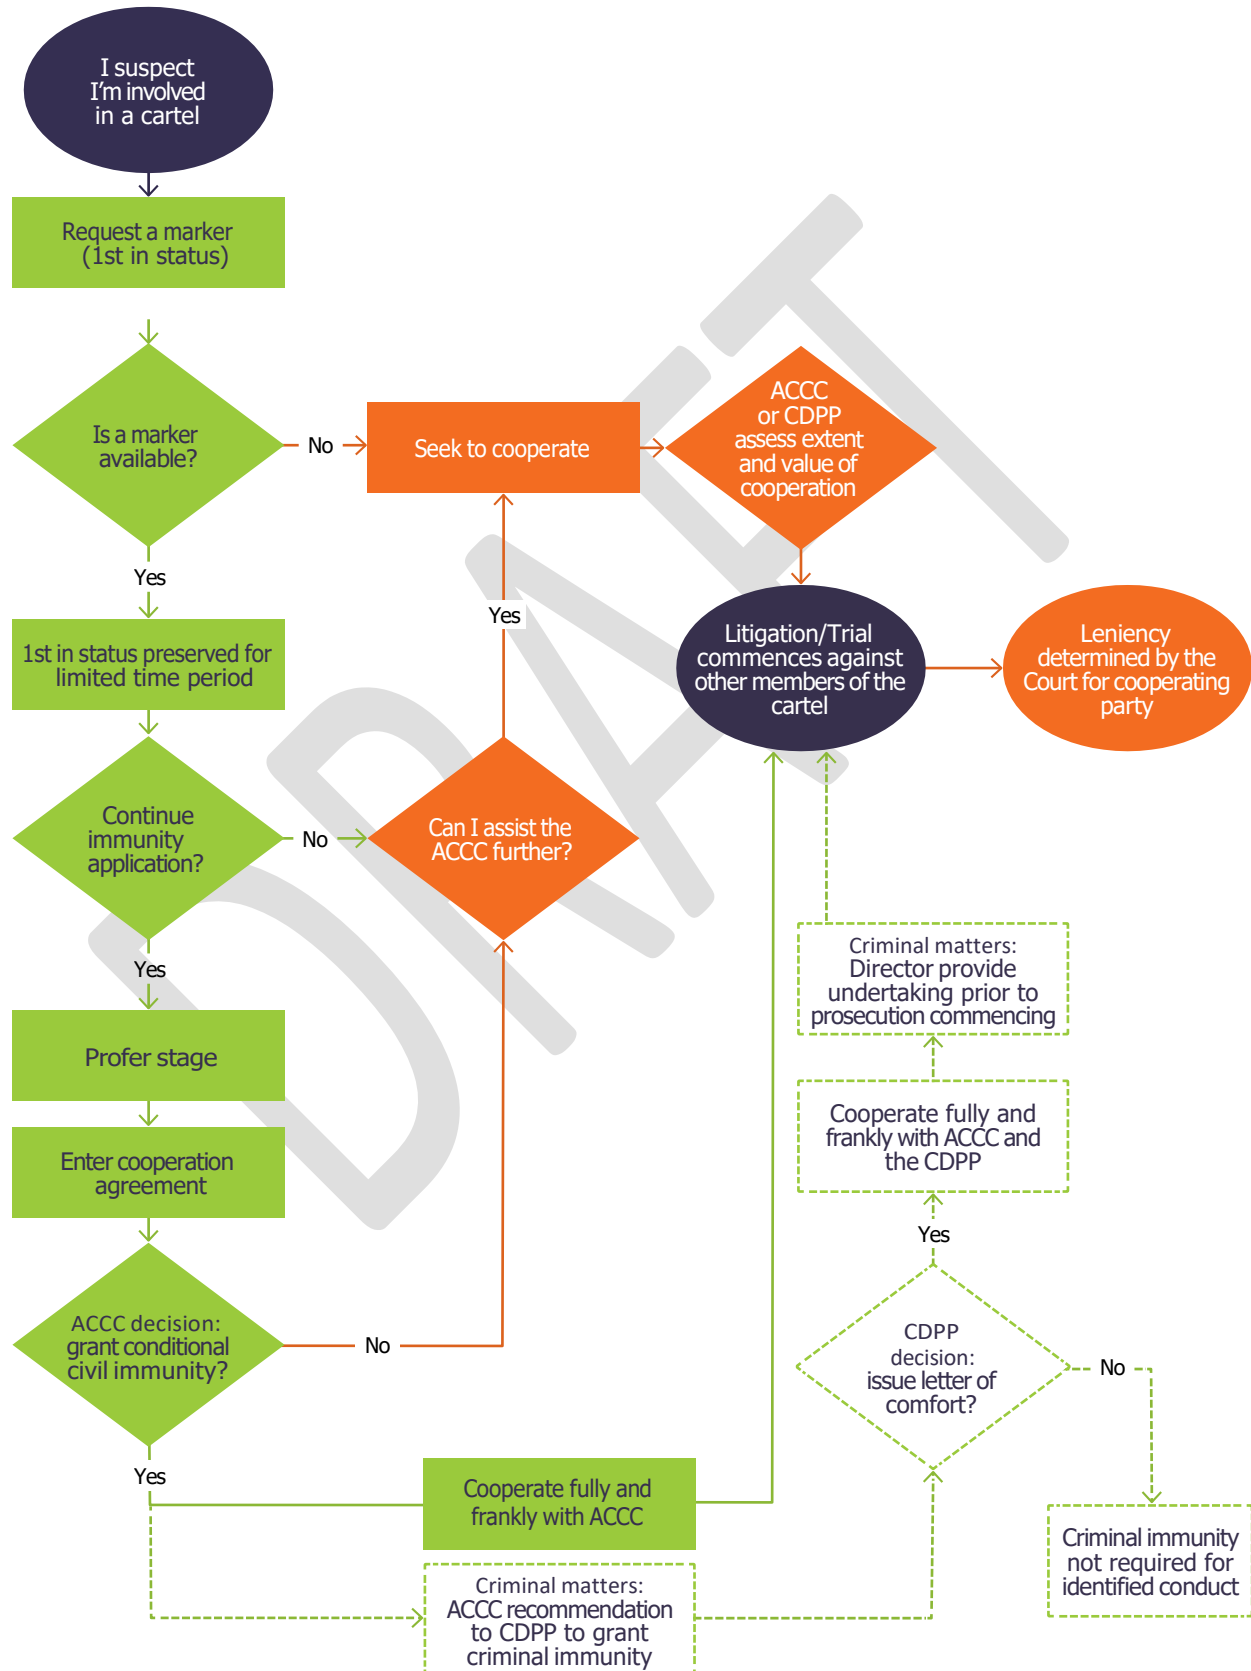 I suspect
I'm involved
in a cartel
Request a marker
(1st in status)
Is a marker
available?
No
Seek to cooperate
ACCC
or CDPP
assess extent
and value of
cooperation
Yes
1st in status preserved for
limited time period
Yes
Litigation/Trial
commences against
other members of the
cartel
Leniency
determined by the
Court for cooperating
party
Continue
immunity
application?
No
Can I assist the
ACCC further?
Yes
Profer stage
Enter cooperation
agreement
ACCC decision:
grant conditional
civil immunity?
No
Yes
Cooperate fully and
frankly with ACCC
Criminal matters:
ACCC recommendation
to CDPP to grant
criminal immunity
Criminal matters:
Director provide
undertaking prior to
prosecution commencing
Cooperate fully and
frankly with ACCC and
the CDPP
Yes
CDPP
decision:
issue letter of
comfort?
No
Criminal immunity
not required for
identified conduct
DRAFT